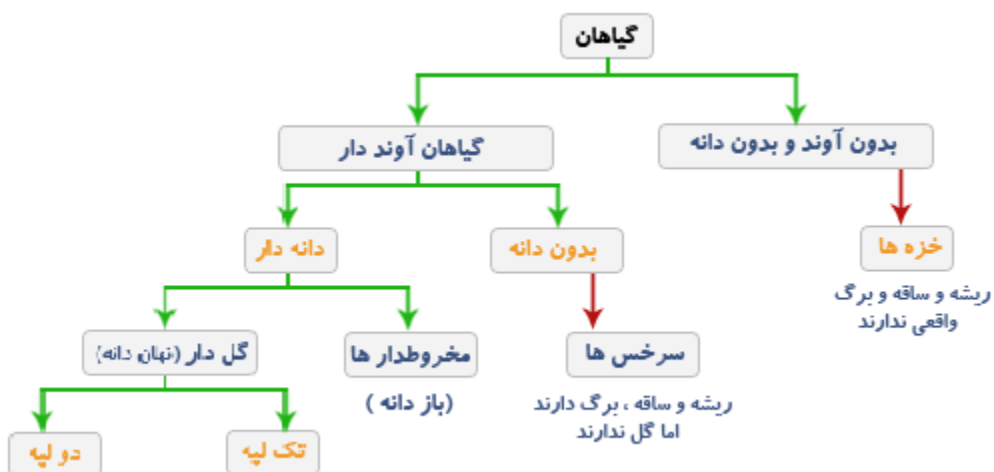 گیاهان
بدون آوند و بدون دانه
گیاهان آوند دار
خزه ها
ریشه و ساقه و برگ
واقعی ندارند
بدون دانه
دانه دار
سرخس ها
ریشه و ساقه ، برگ دارند
اما گل ندارند
مخروطدار ها
(باز دانه )
گل دار (نهان دانه)
تک لپه
دو لپه